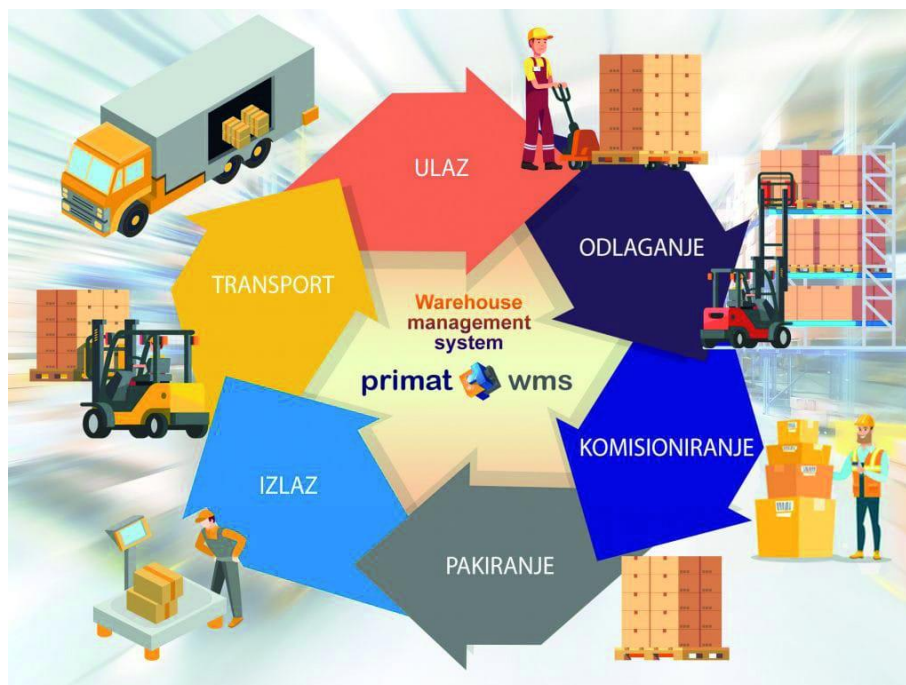 ULAZ
ODLAGANJE
TRANSPORT
Warehouse
management
system
primat wms
KOMISIONIRANJE
IZLAZ
PAKIRANJE